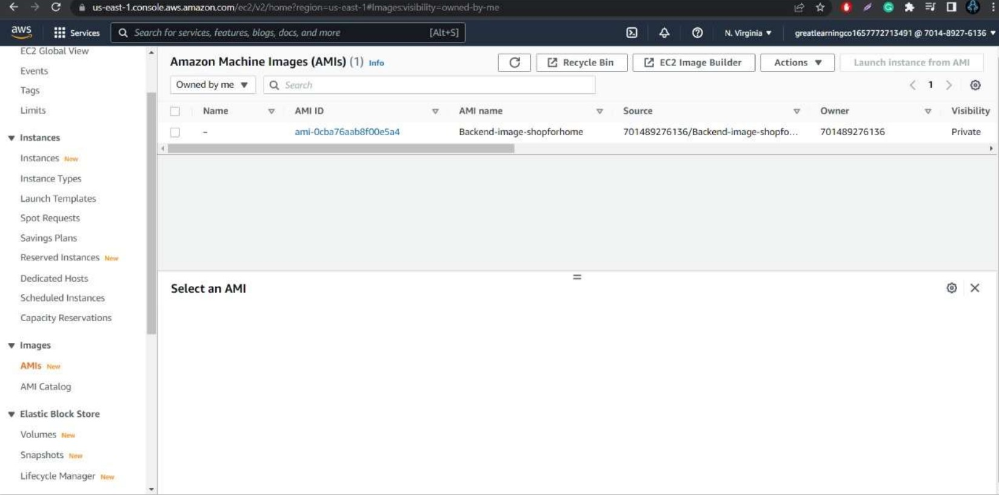 us-east-1.console.aws.amazon.com/ec2/v2/home?region=us-east-1#Images:visibility=owned-by-me
aws Services Search for services, features, blogs, docs, and more [Alt+S] N. Virginia ▼ greatlearningco1657772713491 @ 7014-8927-6136 ▼
EC2 Global View
Events
Tags
Limits
Instances
Instances New
Instance Types
Launch Templates
Spot Requests
Savings Plans
Reserved Instances New
Dedicated Hosts
Scheduled Instances
Capacity Reservations
Images
AMIs New
AMI Catalog
Elastic Block Store
Volumes New
Snapshots New
Lifecycle Manager New
Amazon Machine Images (AMIs) (1) Info Recycle Bin EC2 Image Builder Actions ▼ Launch instance from AMI
Owned by me ▼ Search 1
Name AMI ID AMI name Source Owner Visibility
– ami-0cba76aab8f00e5a4 Backend-image-shopforhome 701489276136/Backend-image-shopfo... 701489276136 Private
Select an AMI